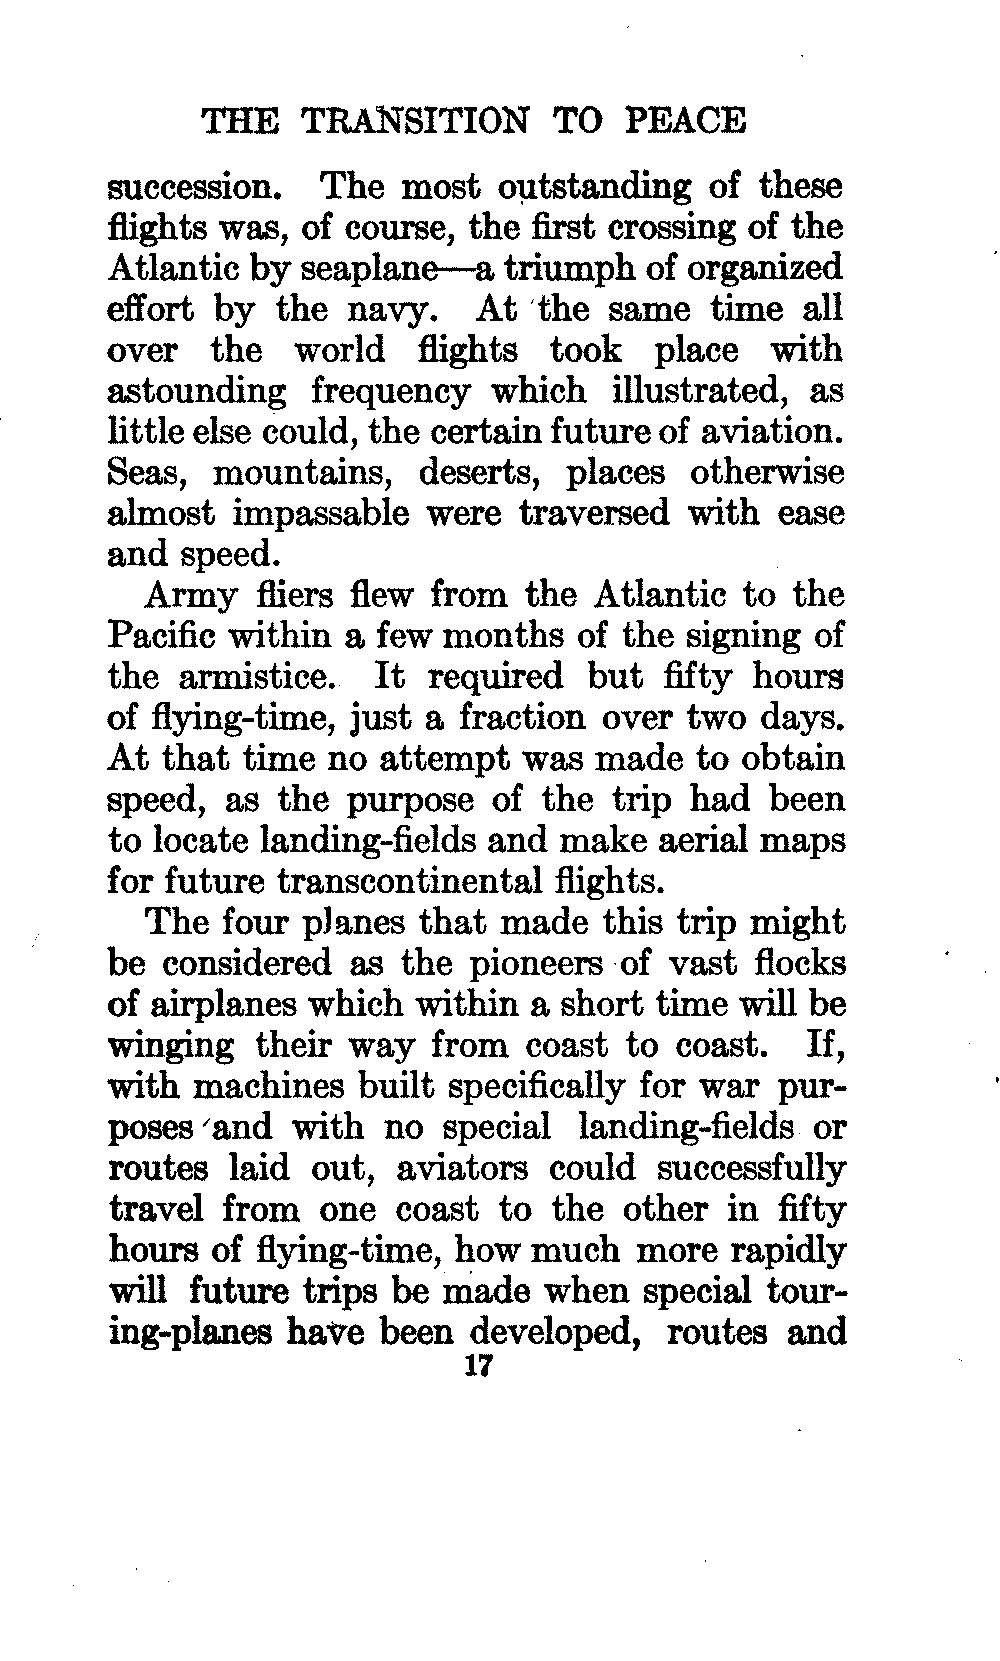 THE TRANSITION TO PEACE
succession. The most outstanding of these
flights was, of course, the first crossing of the
Atlantic by seaplane—a triumph of organized
effort by the navy. At the same time all
over the world flights took place with
astounding frequency which illustrated, as
little else could, the certain future of aviation.
Seas, mountains, deserts, places otherwise
almost impassable were traversed with ease
and speed.
Army fliers flew from the Atlantic to the
Pacific within a few months of the signing of
the armistice. It required but fifty hours
of flying-time, just a fraction over two days.
At that time no attempt was made to obtain
speed, as the purpose of the trip had been
to locate landing-fields and make aerial maps
for future transcontinental flights.
The four planes that made this trip might
be considered as the pioneers of vast flocks
of airplanes which within a short time will be
winging their way from coast to coast. If,
with machines built specifically for war pur-
poses and with no special landing-fields or
routes laid out, aviators could successfully
travel from one coast to the other in fifty
hours of flying-time, how much more rapidly
will future trips be made when special tour-
ing-planes have been developed, routes and
17